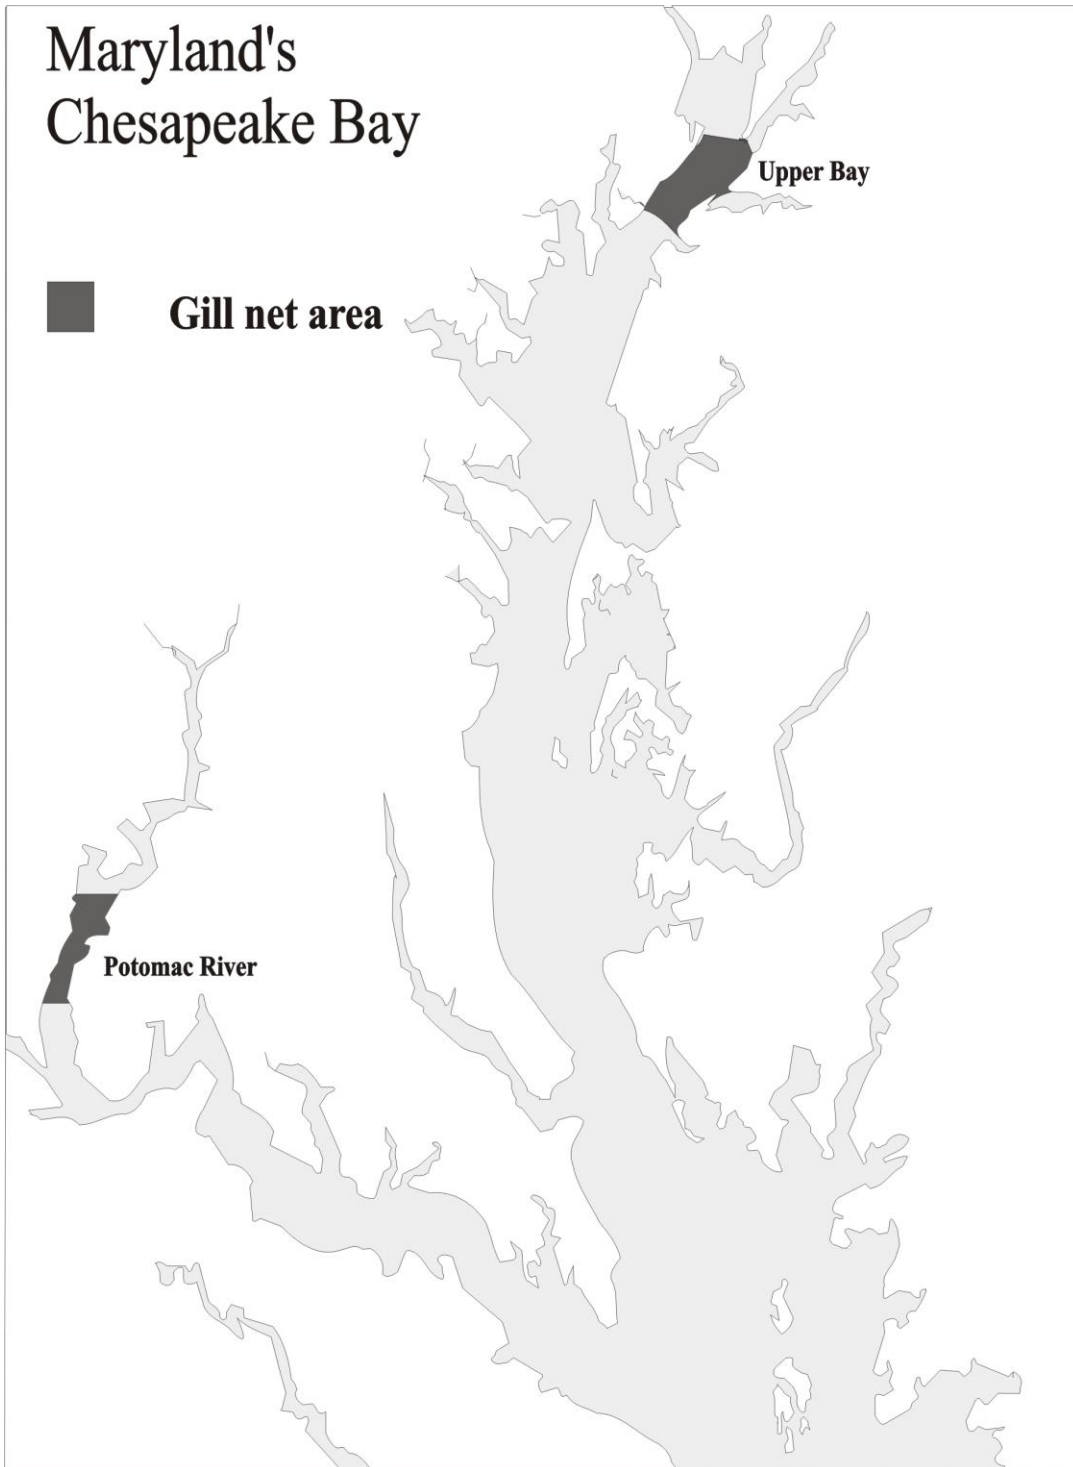 Maryland's
Chesapeake Bay
Upper Bay
Gill net area
Potomac River